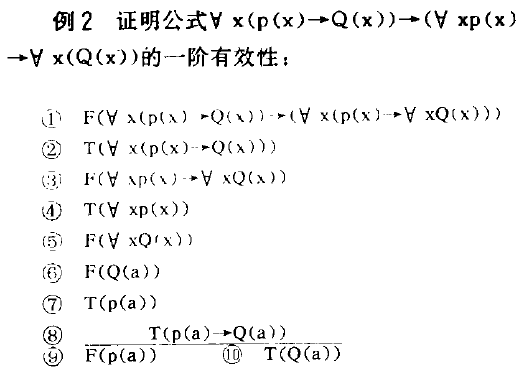 例2 证明公式∀ x(p(x)→Q(x))→(∀ xp(x)
→∀ x(Q(x))的一阶有效性:
① F(∀ x(p(x)→Q(x))→(∀ x(p(x)→∀ xQ(x)))
② T(∀ x(p(x)→Q(x)))
③ F(∀ xp(x)→∀ xQ(x))
④ T(∀ xp(x))
⑤ F(∀ xQ(x))
⑥ F(Q(a))
⑦ T(p(a))
⑧ T(p(a)→Q(a))
⑨ F(p(a)) ⑩ T(Q(a))